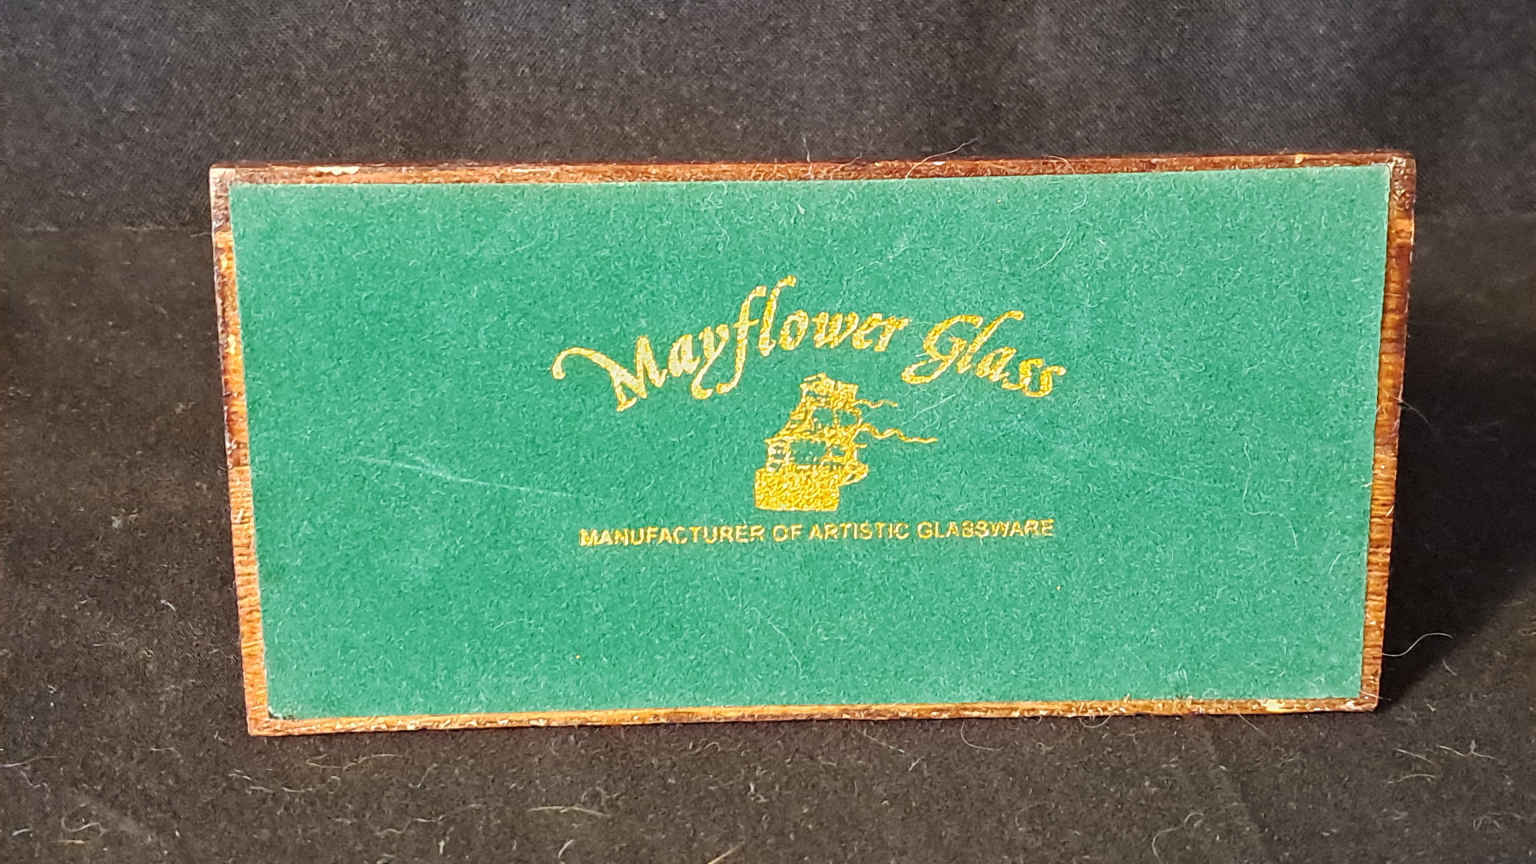 Mayflower Glass
MANUFACTURER OF ARTISTIC GLASSWARE